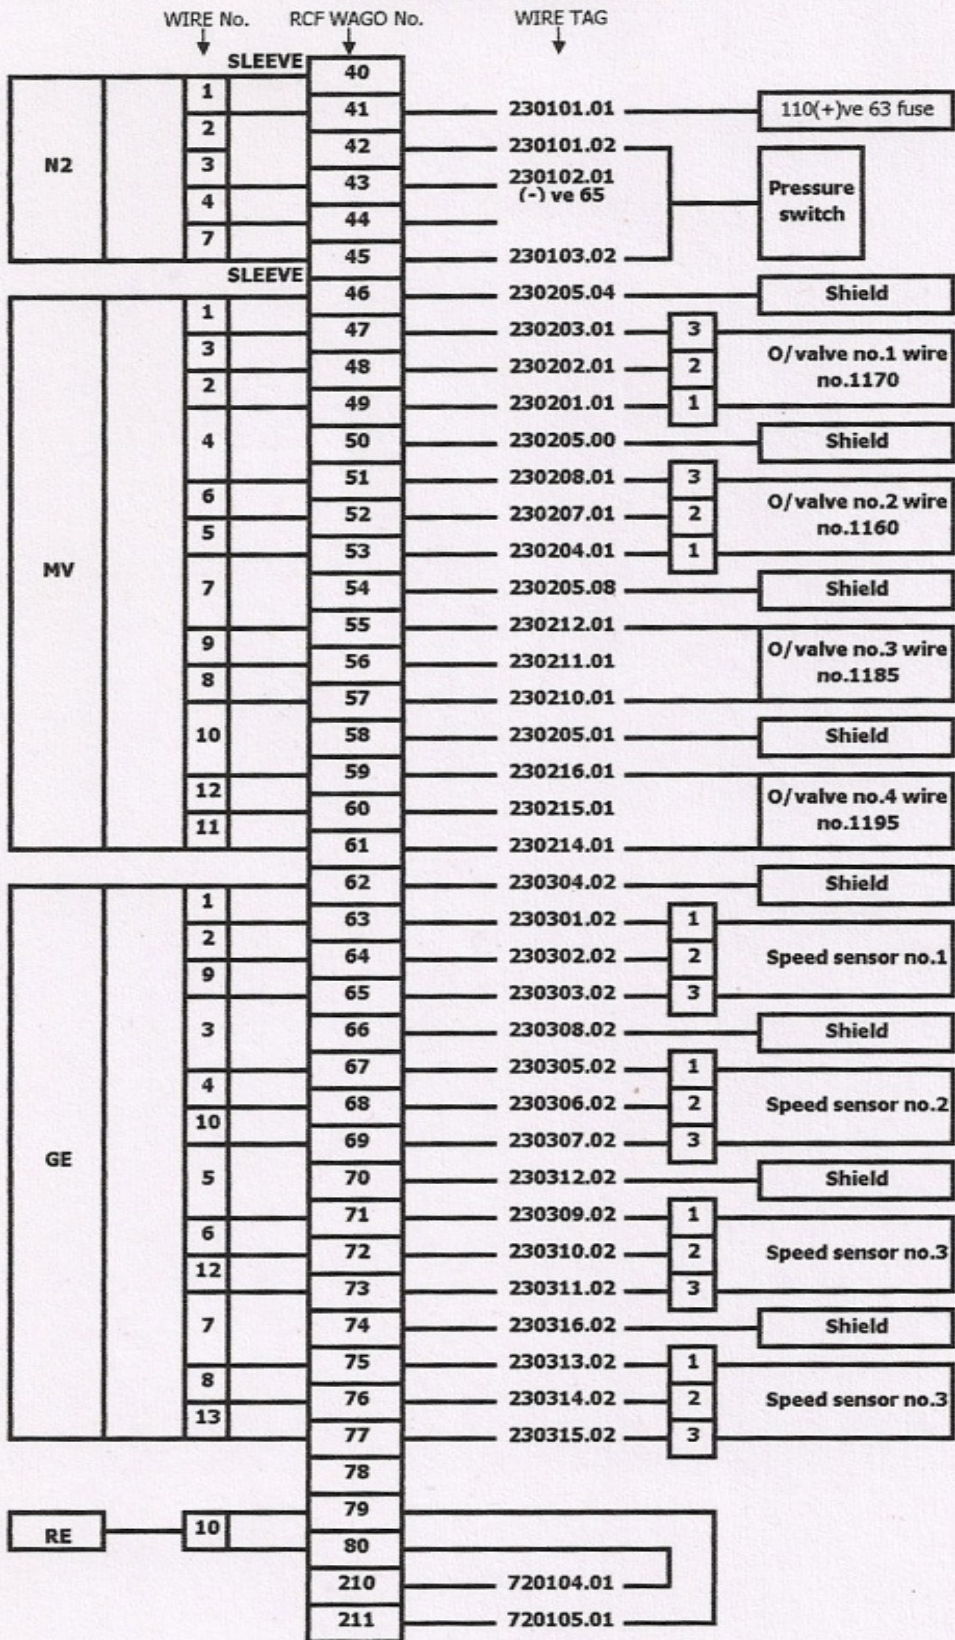 WIRE No. RCF WAGO No. WIRE TAG
SLEEVE 40
1 41 230101.01 110(+)ve 63 fuse
2 42 230101.02
N2 3 43 230102.01 Pressure
(-) ve 65 switch
4 44
7 45 230103.02
SLEEVE 46 230205.04 Shield
1 47 230203.01 3
3 48 230202.01 2 O/valve no.1 wire
no.1170
2 49 230201.01 1
4 50 230205.00 Shield
51 230208.01 3
6 52 230207.01 2 O/valve no.2 wire
no.1160
5 53 230204.01 1
MV 7 54 230205.08 Shield
55 230212.01
9 56 230211.01 O/valve no.3 wire
no.1185
8 57 230210.01
10 58 230205.01 Shield
59 230216.01
12 60 230215.01 O/valve no.4 wire
no.1195
11 61 230214.01
62 230304.02 Shield
1 63 230301.02 1
2 64 230302.02 2 Speed sensor no.1
9 65 230303.02 3
3 66 230308.02 Shield
67 230305.02 1
4 68 230306.02 2 Speed sensor no.2
10 69 230307.02 3
GE 5 70 230312.02 Shield
71 230309.02 1
6 72 230310.02 2 Speed sensor no.3
12 73 230311.02 3
7 74 230316.02 Shield
75 230313.02 1
8 76 230314.02 2 Speed sensor no.3
13 77 230315.02 3
78
79
RE 10 80
210 720104.01
211 720105.01